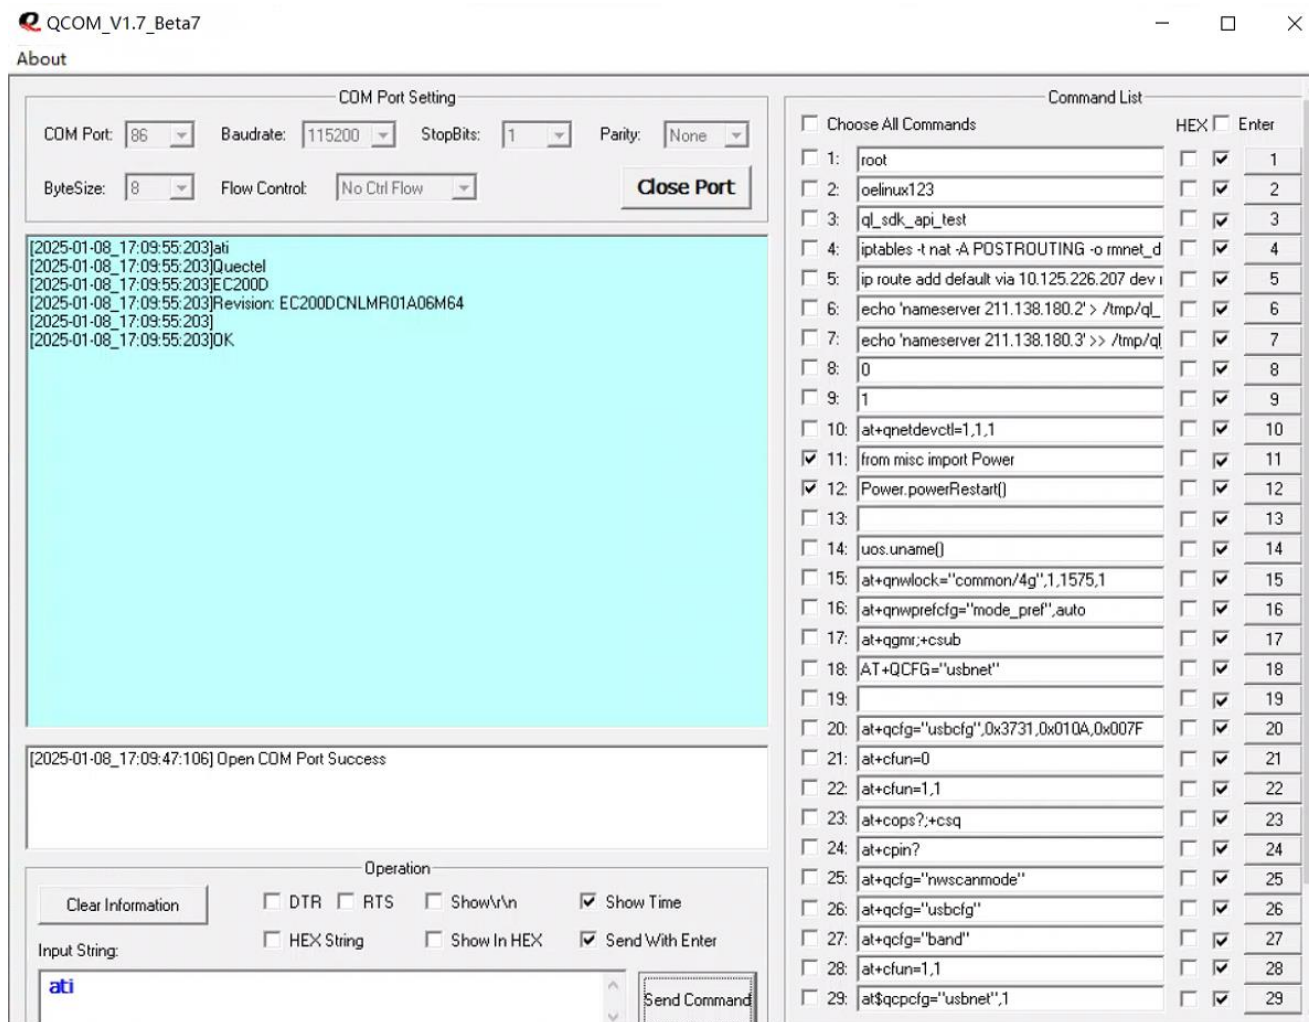 QCOM_V1.7_Beta7
About
COM Port Setting
COM Port: 86 Baudrate: 115200 StopBits: 1 Parity: None
ByteSize: 8 Flow Control: No Ctrl Flow Close Port
[2025-01-08_17:09:55:203]ati
[2025-01-08_17:09:55:203]Quectel
[2025-01-08_17:09:55:203]EC200D
[2025-01-08_17:09:55:203]Revision: EC200DCNLMR01A06M64
[2025-01-08_17:09:55:203]
[2025-01-08_17:09:55:203]OK
[2025-01-08_17:09:47:106] Open COM Port Success
Operation
Clear Information DTR RTS Show\r\n Show Time
HEX String Show In HEX Send With Enter
Input String:
ati
Send Command
Command List
Choose All Commands HEX Enter
1: root 1
2: oelinux123 2
3: ql_sdk_api_test 3
4: iptables -t nat -A POSTROUTING -o rmnet_d 4
5: ip route add default via 10.125.226.207 dev 5
6: echo 'nameserver 211.138.180.2' > /tmp/ql_ 6
7: echo 'nameserver 211.138.180.3' >> /tmp/ql 7
8: 0 8
9: 1 9
10: at+qnetdevctl=1,1,1 10
11: from misc import Power 11
12: Power.powerRestart() 12
13: 13
14: uos.uname() 14
15: at+qnwlock="common/4g",1,1575,1 15
16: at+qnwprefcfg="mode_pref",auto 16
17: at+qgmr;+csub 17
18: AT+QCFG="usbnet" 18
19: 19
20: at+qcfg="usbcfg",0x3731,0x010A,0x007F 20
21: at+cfun=0 21
22: at+cfun=1,1 22
23: at+cops?;+csq 23
24: at+cpin? 24
25: at+qcfg="nwscanmode" 25
26: at+qcfg="usbcfg" 26
27: at+qcfg="band" 27
28: at+cfun=1,1 28
29: at$qcpcfg="usbnet",1 29